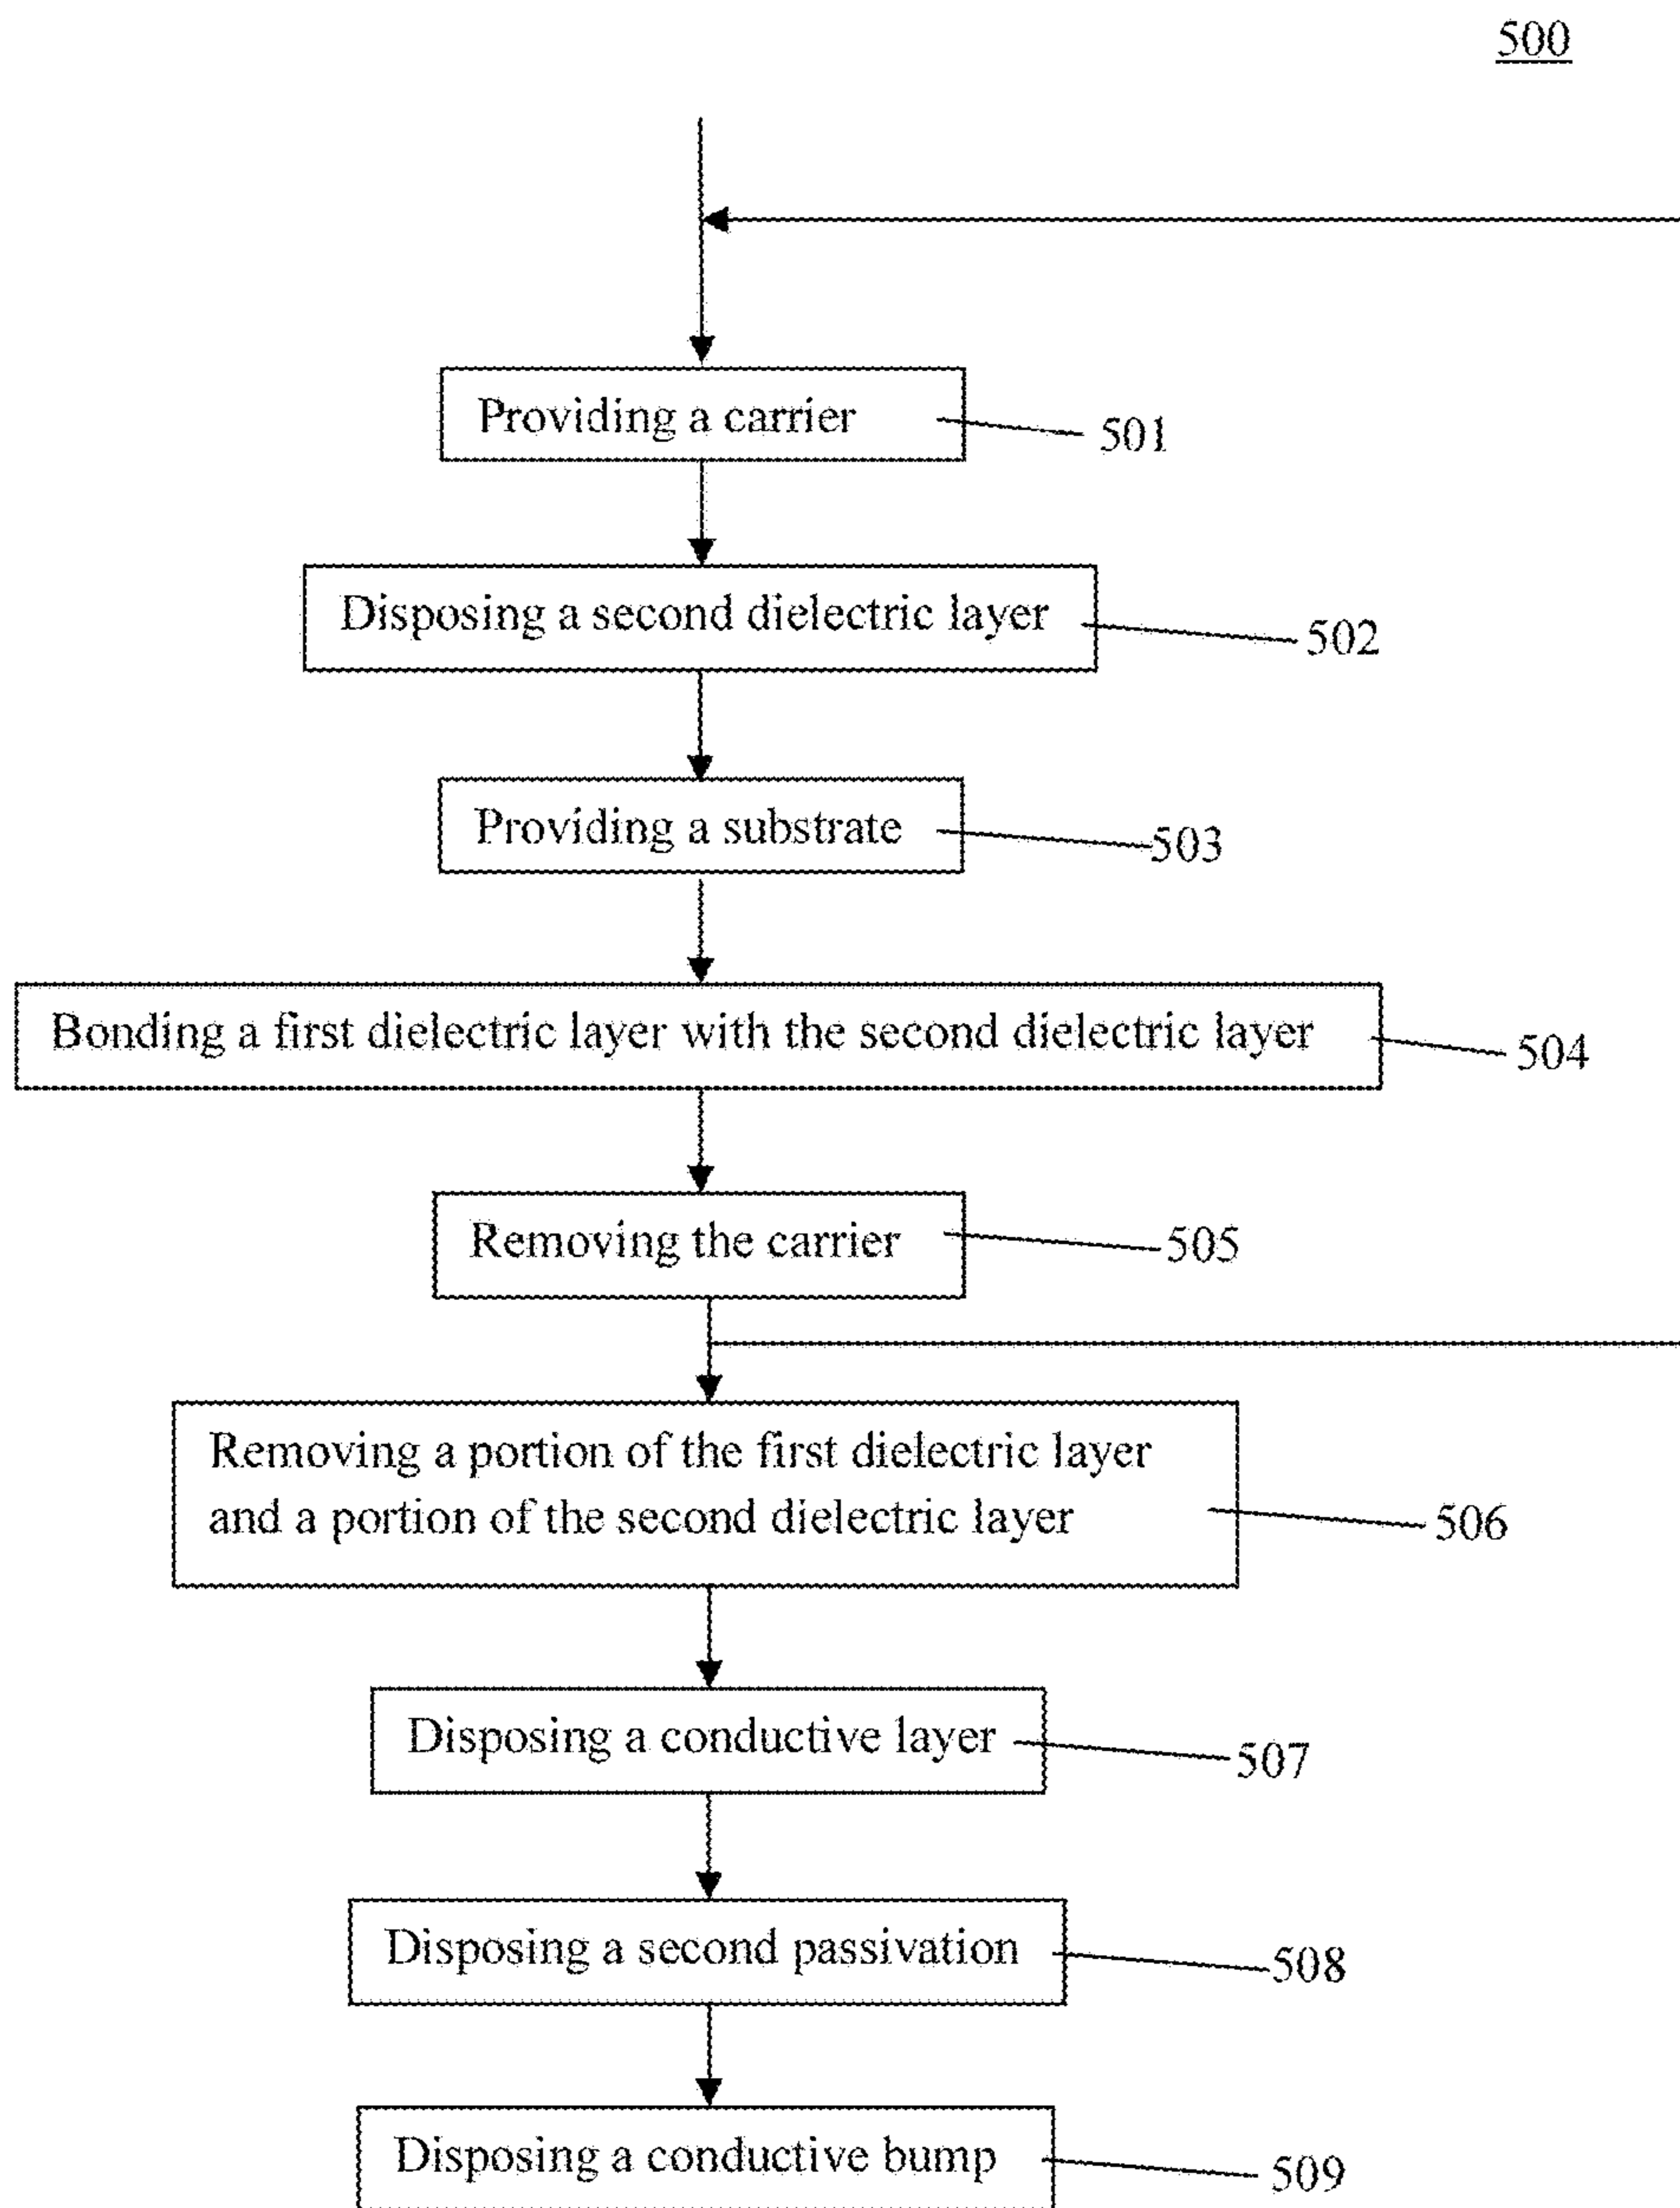 500
Providing a carrier
501
Disposing a second dielectric layer
502
Providing a substrate
503
Bonding a first dielectric layer with the second dielectric layer
504
Removing the carrier
505
Removing a portion of the first dielectric layer
and a portion of the second dielectric layer
506
Disposing a conductive layer
507
Disposing a second passivation
508
Disposing a conductive bump
509